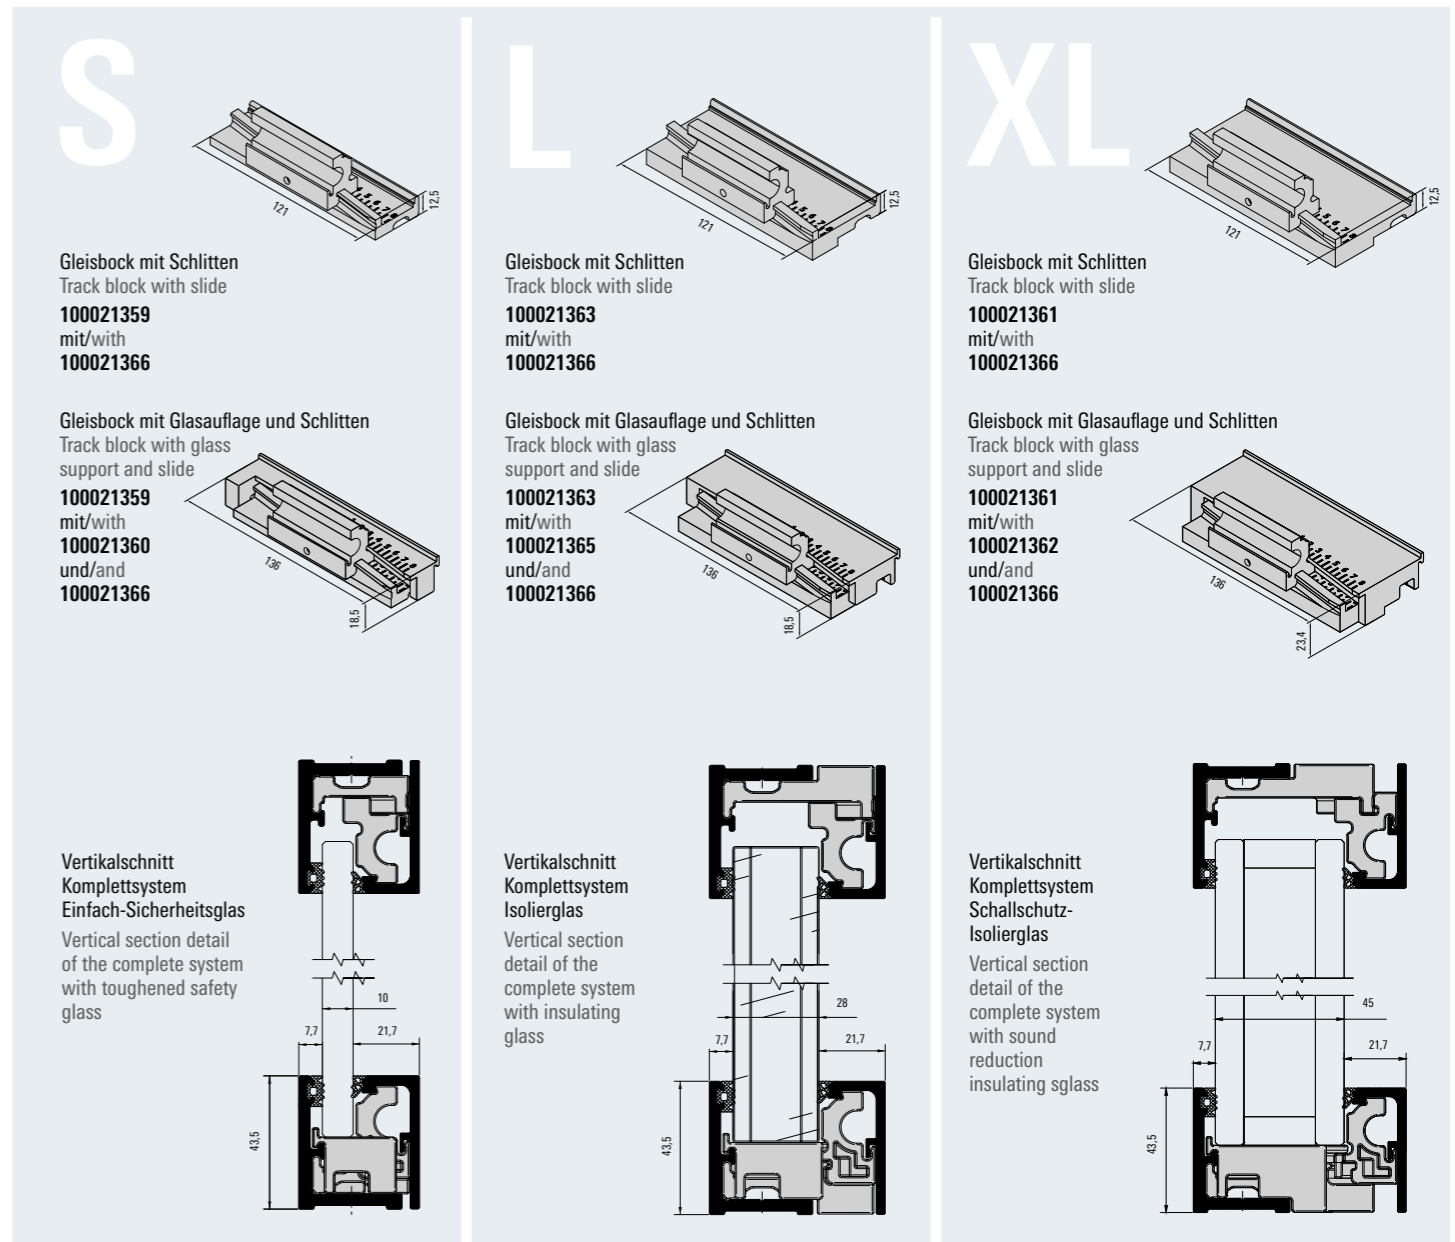 S
121
12,5
Gleisbock mit Schlitten
Track block with slide
100021359
mit/with
100021366
Gleisbock mit Glasauflage und Schlitten
Track block with glass
support and slide
100021359
mit/with
100021360
und/and
100021366
136
18,5
Vertikalschnitt
Komplettsystem
Einfach-Sicherheitsglas
Vertical section detail
of the complete system
with toughened safety
glass
10
7,7
21,7
43,5
L
121
12,5
Gleisbock mit Schlitten
Track block with slide
100021363
mit/with
100021366
Gleisbock mit Glasauflage und Schlitten
Track block with glass
support and slide
100021363
mit/with
100021365
und/and
100021366
136
18,5
Vertikalschnitt
Komplettsystem
Isolierglas
Vertical section
detail of the
complete system
with insulating
glass
28
7,7
21,7
43,5
XL
121
12,5
Gleisbock mit Schlitten
Track block with slide
100021361
mit/with
100021366
Gleisbock mit Glasauflage und Schlitten
Track block with glass
support and slide
100021361
mit/with
100021362
und/and
100021366
136
23,4
Vertikalschnitt
Komplettsystem
Schallschutz-
Isolierglas
Vertical section
detail of the
complete system
with sound
reduction
insulating sglass
45
7,7
21,7
43,5